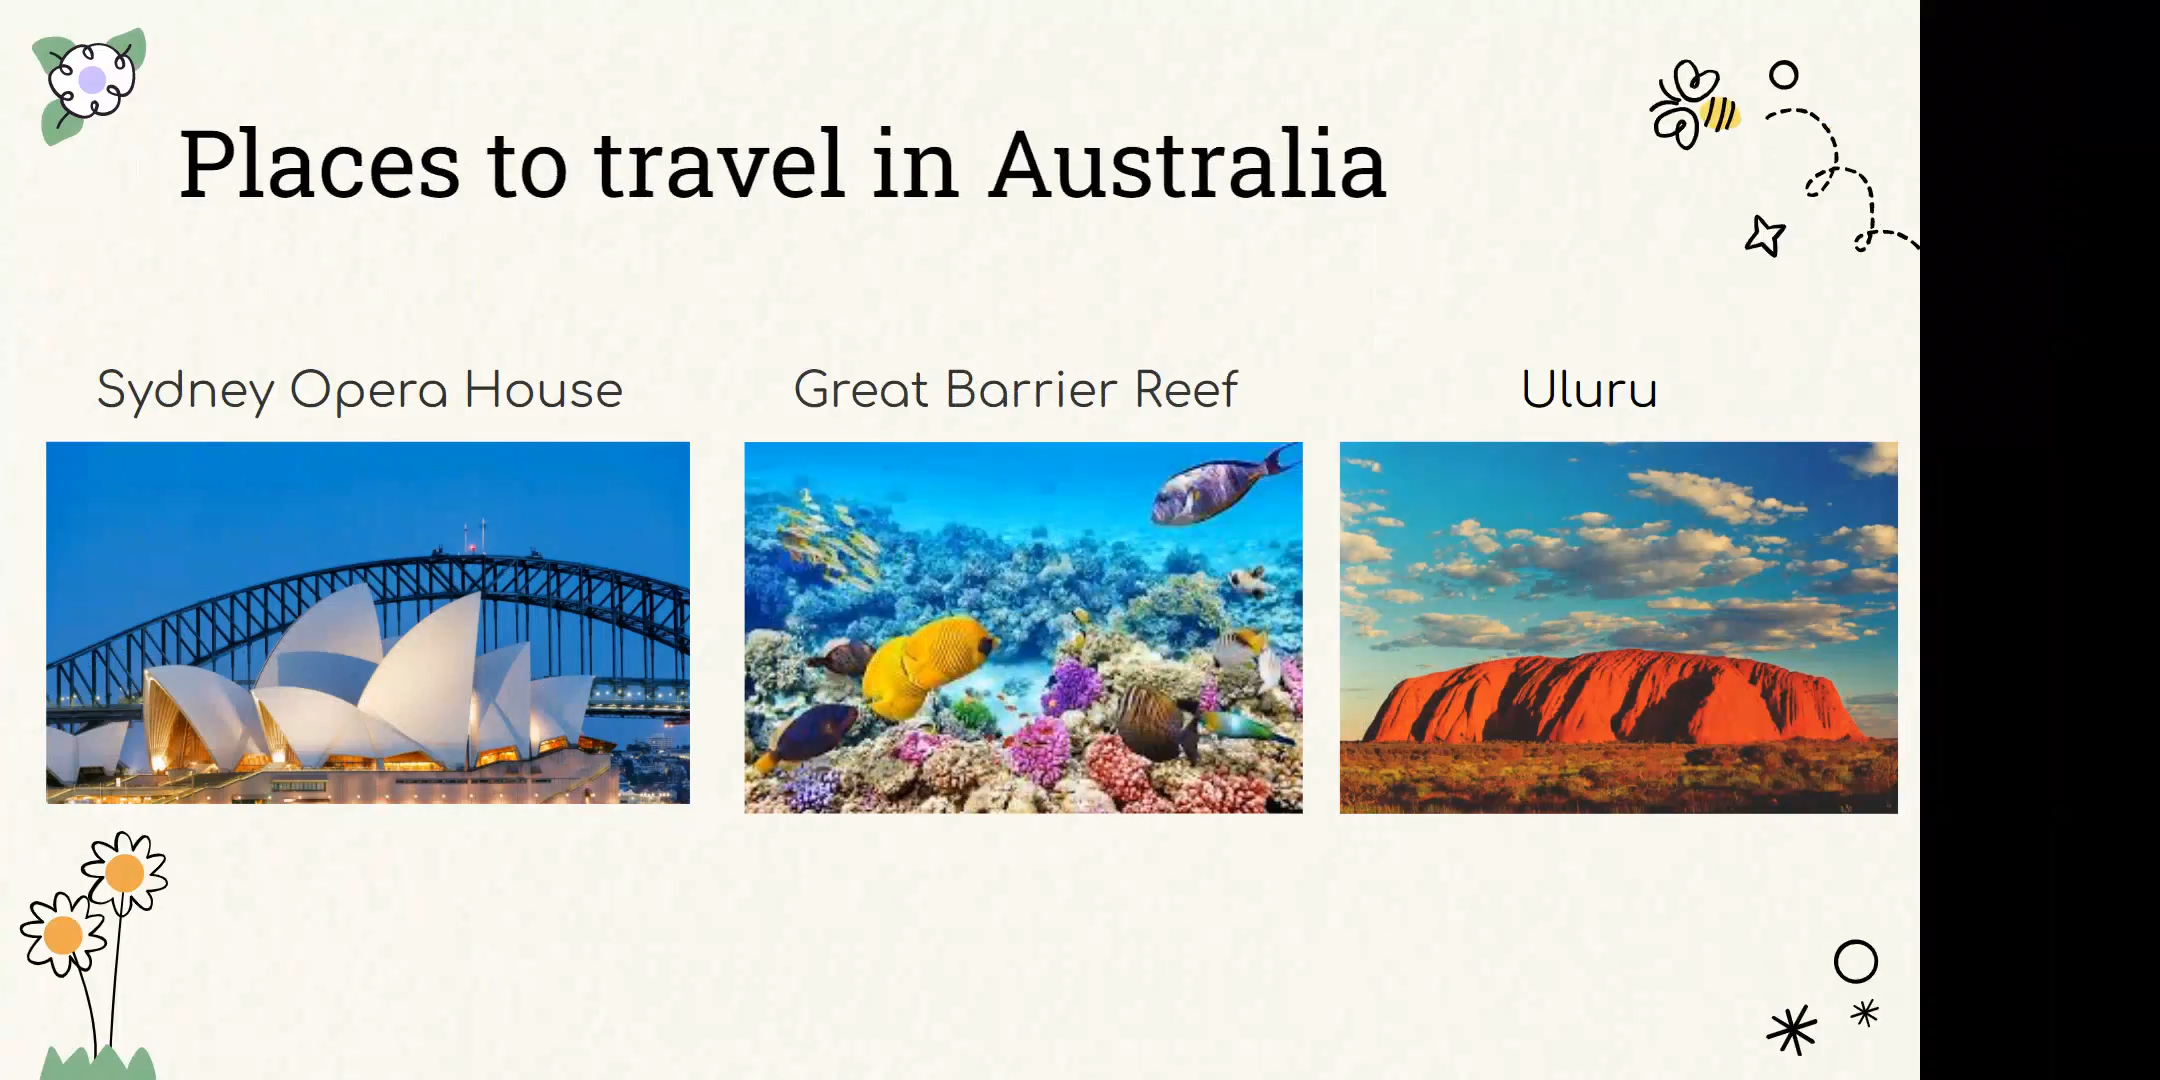 Places to travel in Australia
Sydney Opera House
Great Barrier Reef
Uluru